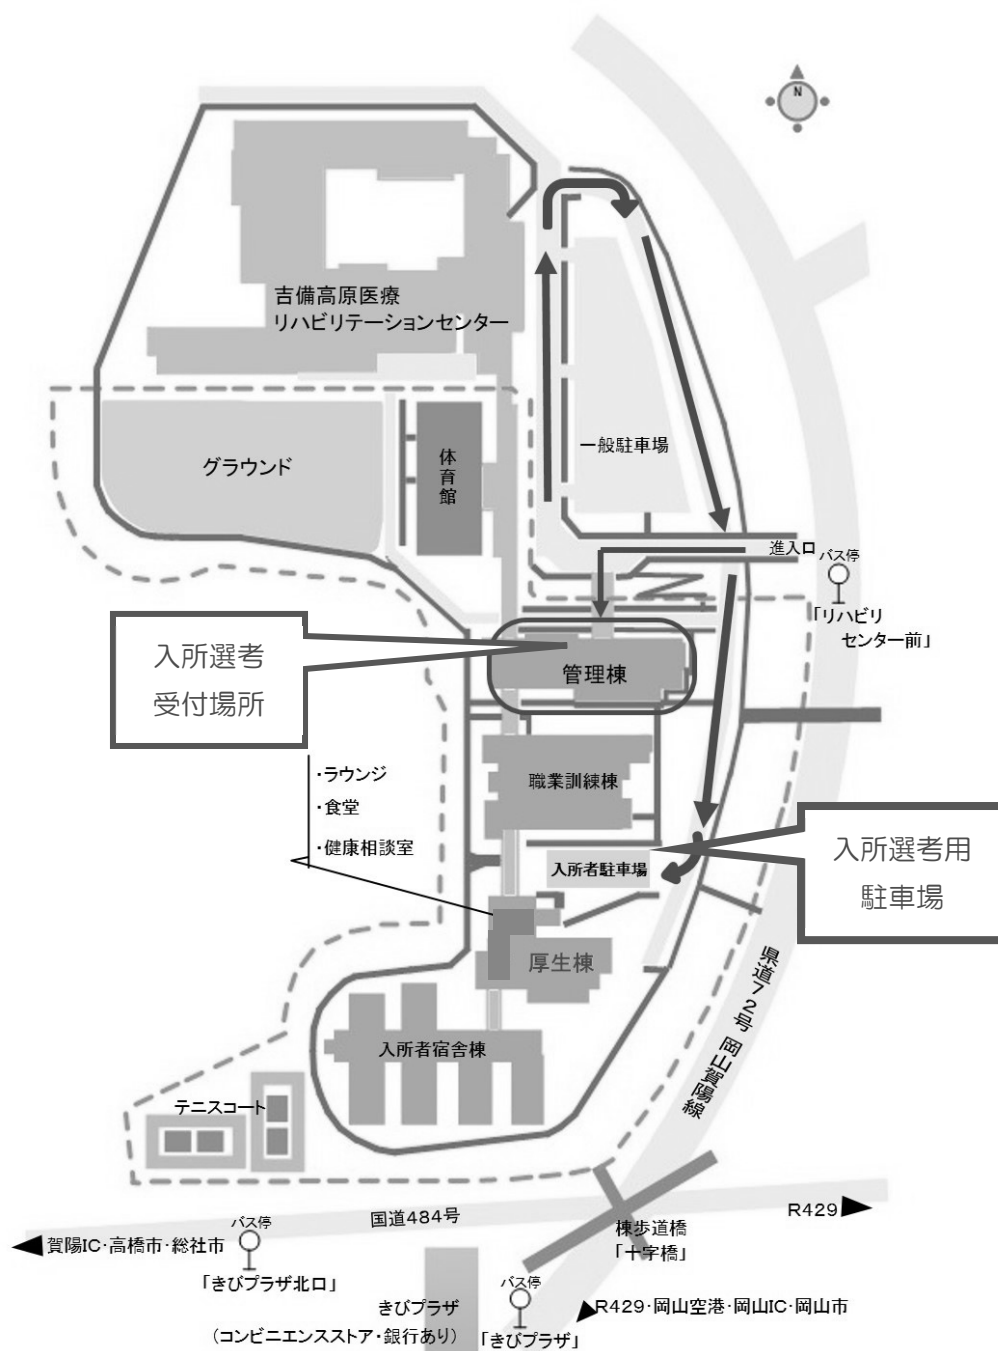 N
吉備高原医療
リハビリテーションセンター
一般駐車場
グラウンド
体育館
進入口
バス停
「リハビリ
センター前」
入所選考
受付場所
管理棟
・ラウンジ
・食堂
・健康相談室
職業訓練棟
入所者駐車場
入所選考用
駐車場
厚生棟
県道72号 岡山賀陽線
入所者宿舎棟
テニスコート
国道484号
R429
棟歩道橋
「十字橋」
賀陽IC・高橋市・総社市
バス停
「きびプラザ北口」
きびプラザ
(コンビニエンスストア・銀行あり)
バス停
「きびプラザ」
R429・岡山空港・岡山IC・岡山市